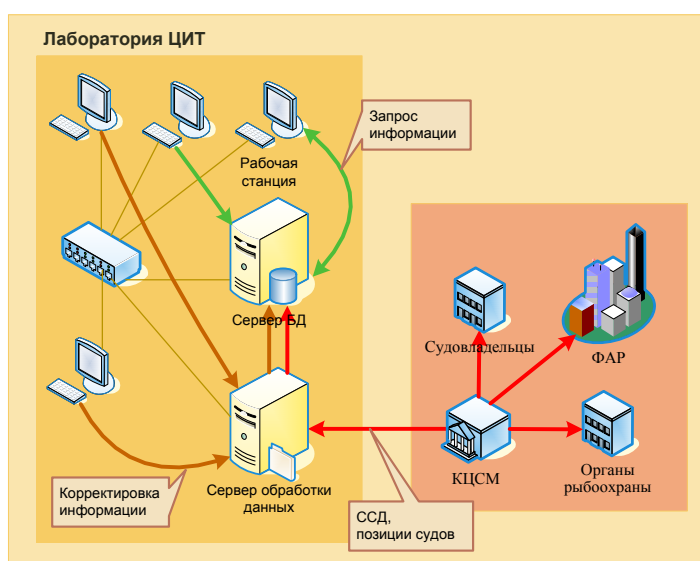 Лаборатория ЦИТ
Запрос
информации
Рабочая
станция
Сервер БД
Судовладельцы
ФАР
КЦСМ
Органы
рыбоохраны
Сервер обработки
данных
Корректировка
информации
ССД,
позиции судов